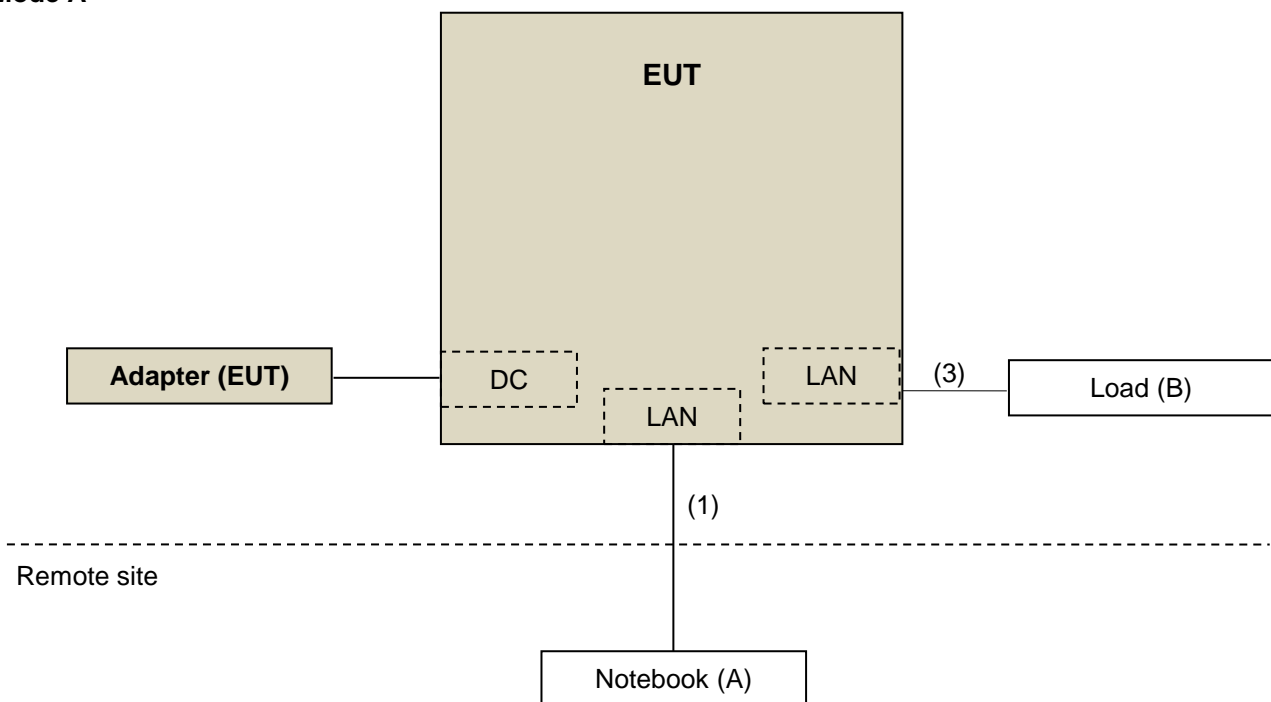 EUT
Adapter (EUT)
DC
LAN
LAN
(3)
Load (B)
(1)
Remote site
Notebook (A)